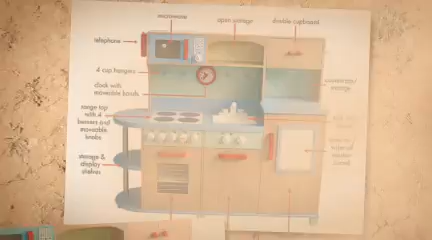 microwave
open storage
double cupboard
telephone
4 cup hangers
clock with
moveable hands
range top
with 4
burners and
moveable
knobs
storage &
display
shelves
storage